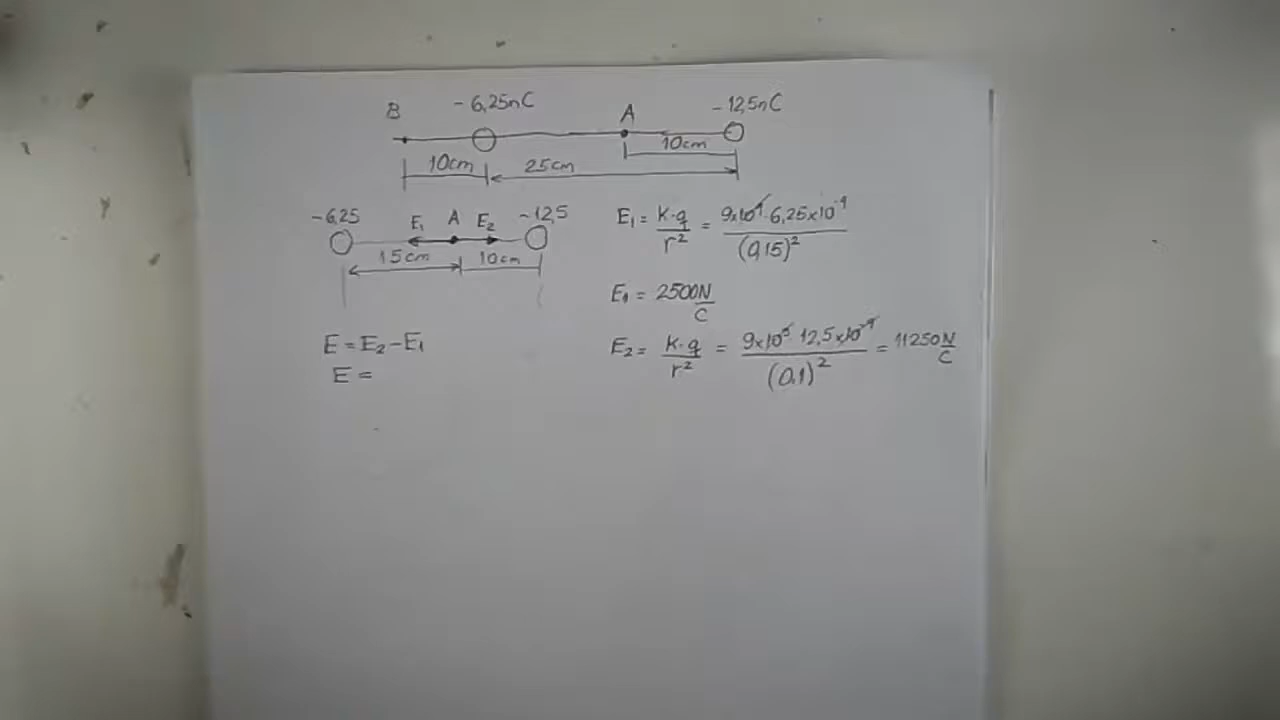 B -6,25nC A -12,5nC
10cm 25cm 10cm
-6,25 E₁ A E₂ -12,5
15cm 10cm
E₁ = K·q/r² = 9x10⁹·6,25x10⁻⁹/(0,15)²
E₁ = 2500N/C
E = E₂-E₁
E =
E₂ = K·q/r² = 9x10⁹·12,5x10⁻⁹/(0,1)² = 11250N/C